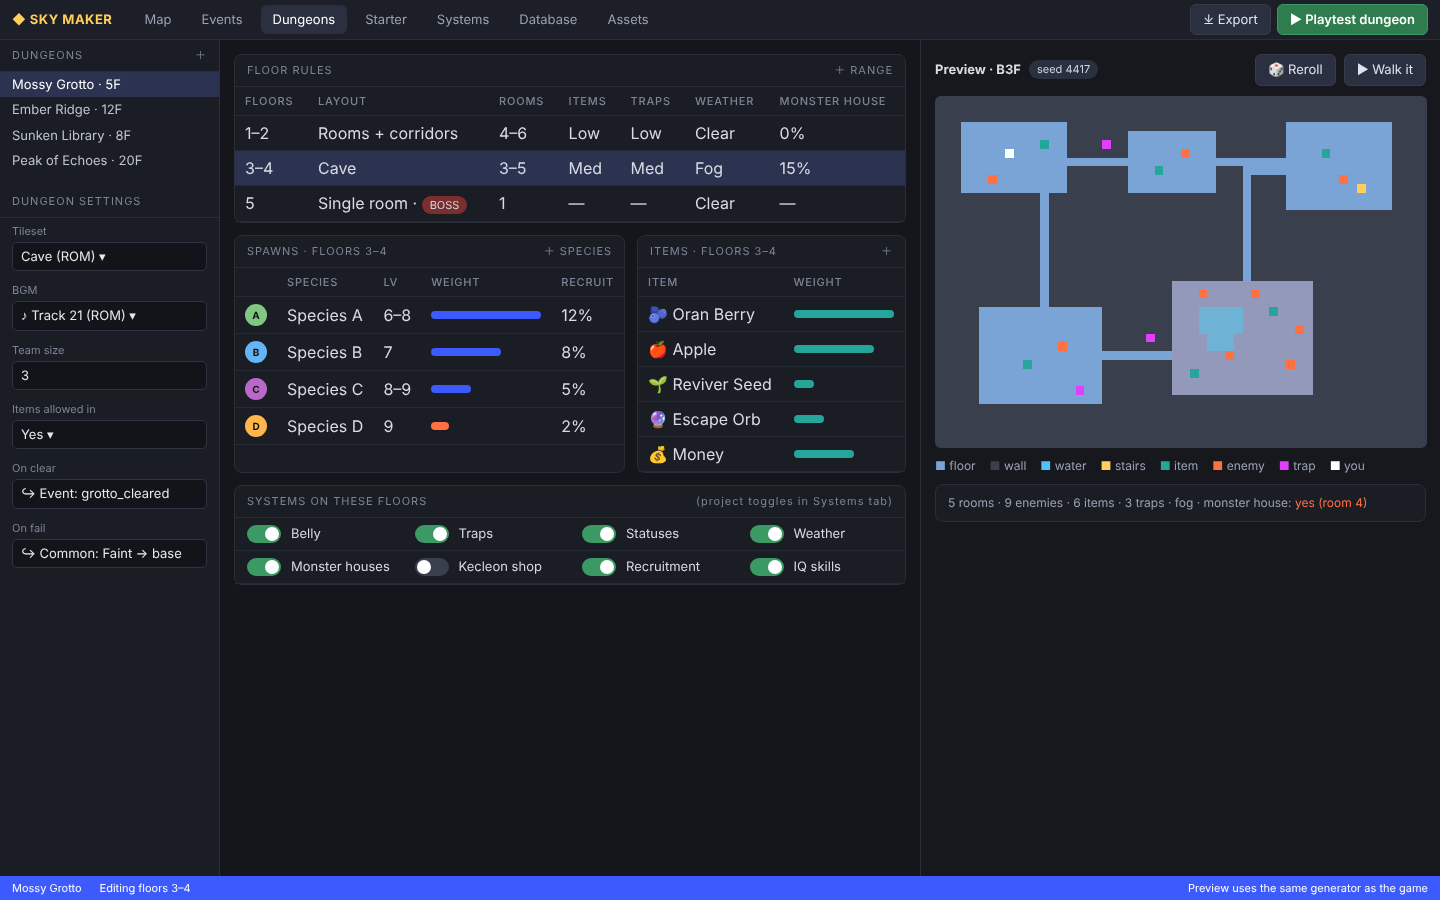 ◆ SKY MAKER Map Events Dungeons Starter Systems Database Assets Export ▶ Playtest dungeon
DUNGEONS +
Mossy Grotto · 5F
Ember Ridge · 12F
Sunken Library · 8F
Peak of Echoes · 20F
DUNGEON SETTINGS
Tileset
Cave (ROM) ▾
BGM
♪ Track 21 (ROM) ▾
Team size
3
Items allowed in
Yes ▾
On clear
↪ Event: grotto_cleared
On fail
↪ Common: Faint → base
FLOOR RULES + RANGE
FLOORS LAYOUT ROOMS ITEMS TRAPS WEATHER MONSTER HOUSE
1–2 Rooms + corridors 4–6 Low Low Clear 0%
3–4 Cave 3–5 Med Med Fog 15%
5 Single room · BOSS 1 — — Clear —
SPAWNS · FLOORS 3–4 + SPECIES
SPECIES LV WEIGHT RECRUIT
A Species A 6–8 12%
B Species B 7 8%
C Species C 8–9 5%
D Species D 9 2%
ITEMS · FLOORS 3–4 +
ITEM WEIGHT
🫐 Oran Berry
🍎 Apple
🌱 Reviver Seed
🔮 Escape Orb
💰 Money
SYSTEMS ON THESE FLOORS (project toggles in Systems tab)
Belly Traps Statuses Weather
Monster houses Kecleon shop Recruitment IQ skills
Preview · B3F seed 4417 🎲 Reroll ▶ Walk it
floor wall water stairs item enemy trap you
5 rooms · 9 enemies · 6 items · 3 traps · fog · monster house: yes (room 4)
Mossy Grotto Editing floors 3–4 Preview uses the same generator as the game